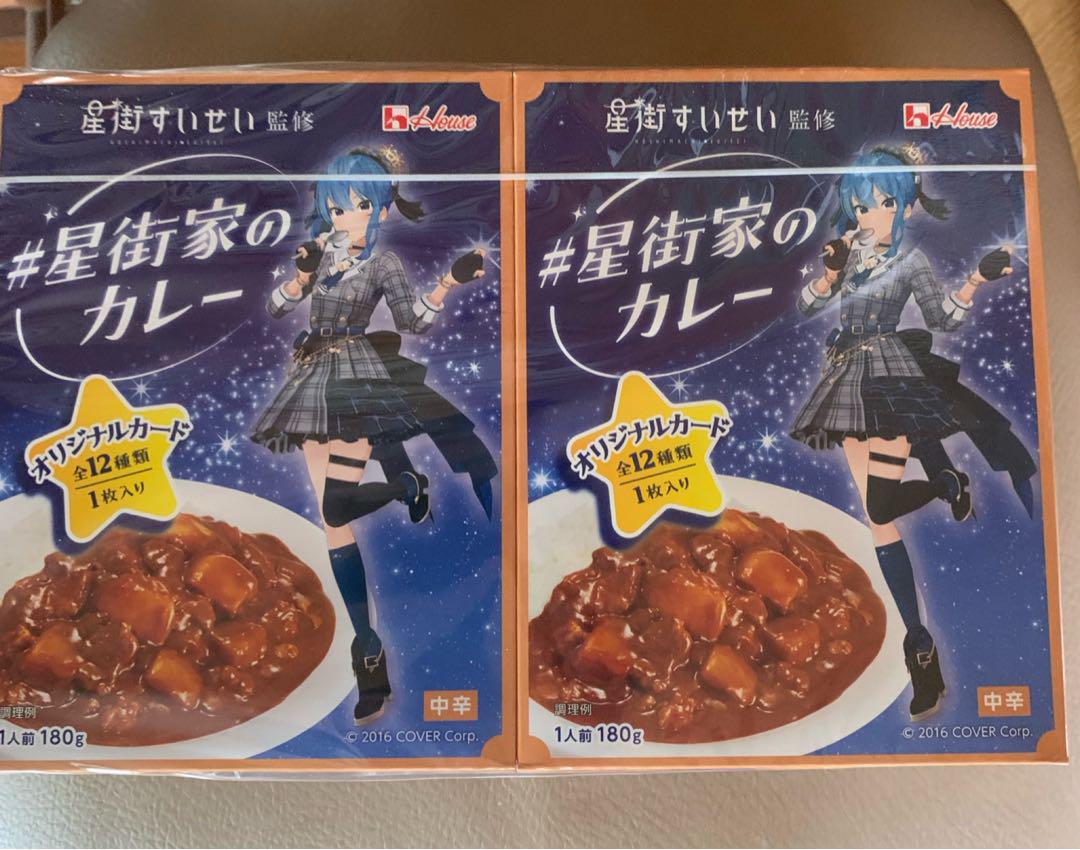 星街すいせい 監修
HOSHIMACHI SUISEI
House
#星街家の
カレー
オリジナルカード
全12種類
1枚入り
中辛
調理例
1人前 180g
© 2016 COVER Corp.
星街すいせい 監修
HOSHIMACHI SUISEI
House
#星街家の
カレー
オリジナルカード
全12種類
1枚入り
中辛
調理例
1人前 180g
© 2016 COVER Corp.